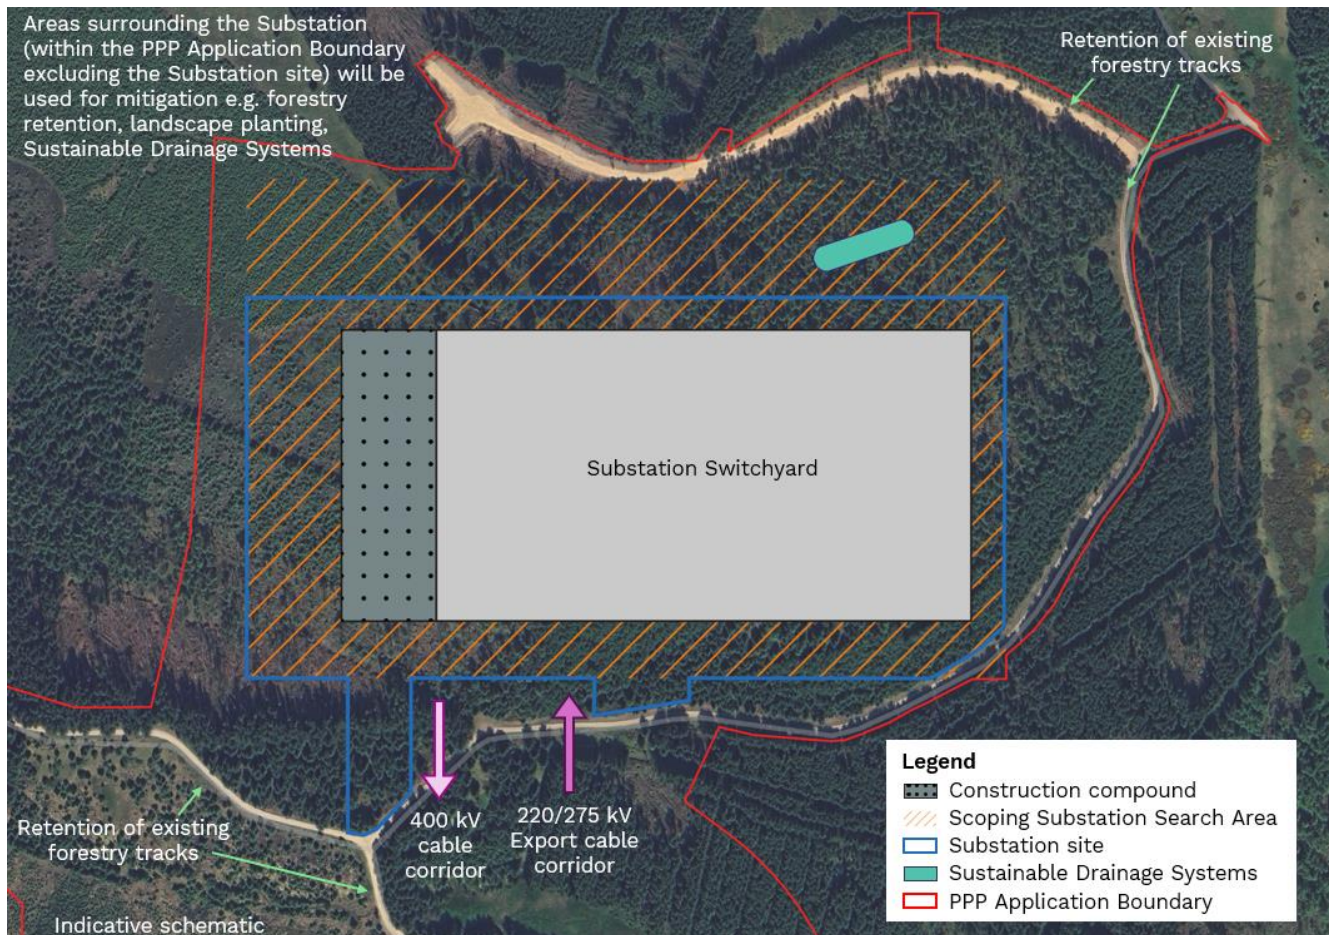 Areas surrounding the Substation
(within the PPP Application Boundary
excluding the Substation site) will be
used for mitigation e.g. forestry
retention, landscape planting,
Sustainable Drainage Systems
Retention of existing
forestry tracks
Substation Switchyard
400 kV
cable
corridor
220/275 kV
Export cable
corridor
Retention of existing
forestry tracks
Indicative schematic
Legend
Construction compound
Scoping Substation Search Area
Substation site
Sustainable Drainage Systems
PPP Application Boundary